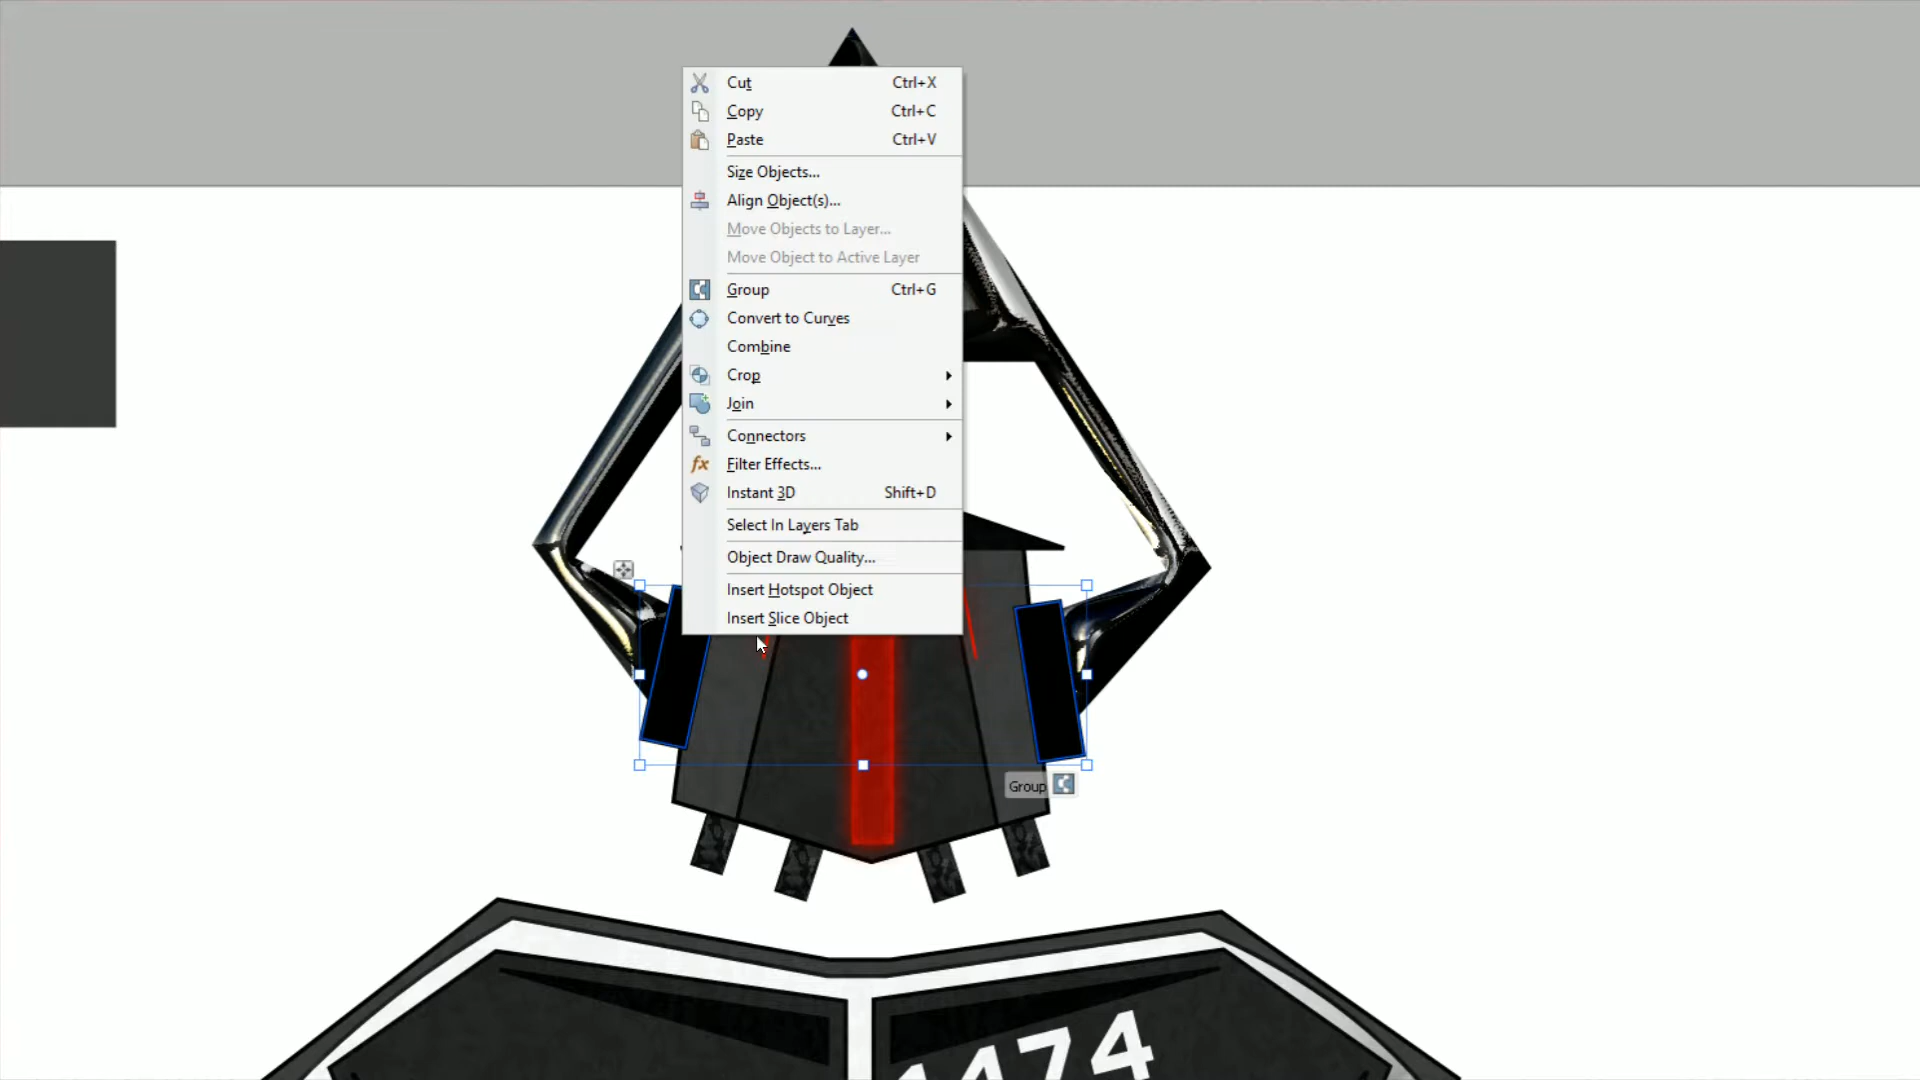 Cut Ctrl+X
Copy Ctrl+C
Paste Ctrl+V
Size Objects...
Align Object(s)...
Move Objects to Layer...
Move Object to Active Layer
Group Ctrl+G
Convert to Curves
Combine
Crop
Join
Connectors
fx Filter Effects...
Instant 3D Shift+D
Select In Layers Tab
Object Draw Quality...
Insert Hotspot Object
Insert Slice Object
Group
1474